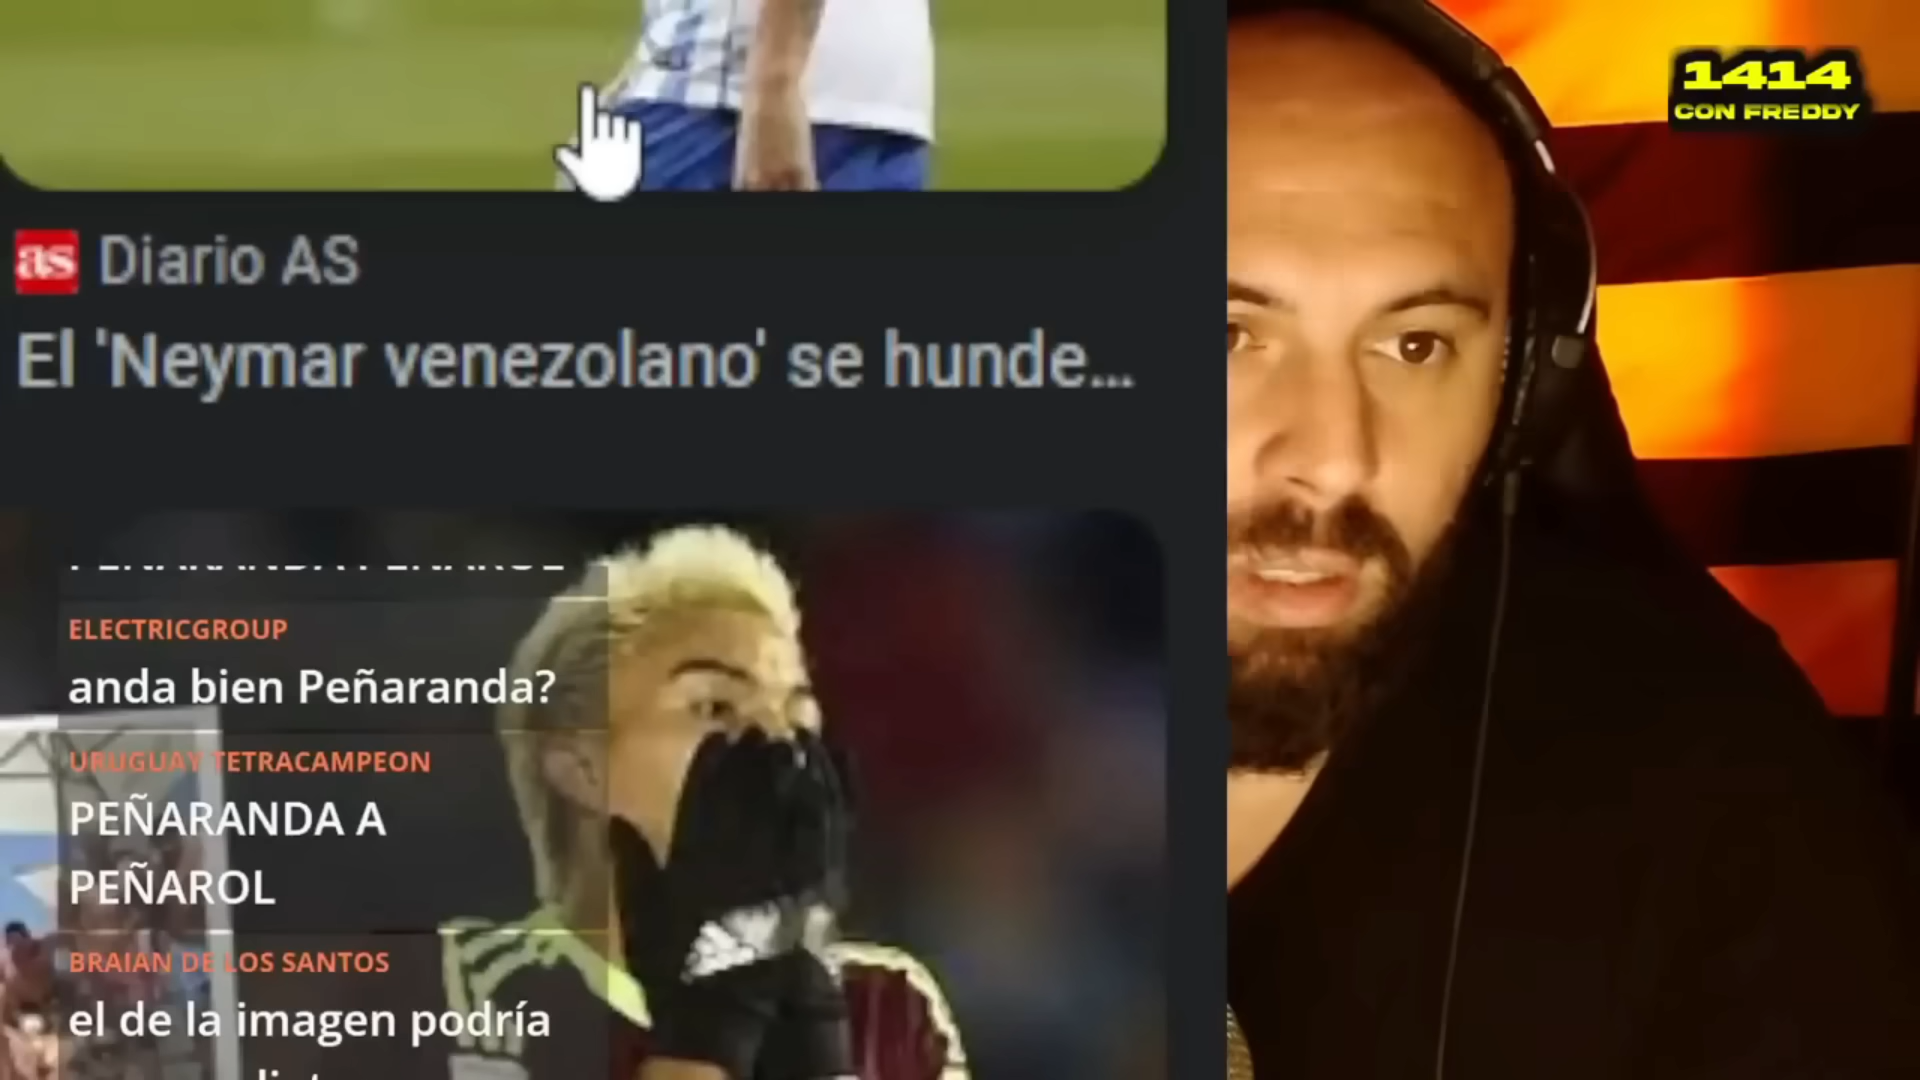 1414
CON FREDDY
as Diario AS
El 'Neymar venezolano' se hunde...
ELECTRICGROUP
anda bien Peñaranda?
URUGUAY TETRACAMPEON
PEÑARANDA A
PEÑAROL
BRAIAN DE LOS SANTOS
el de la imagen podría